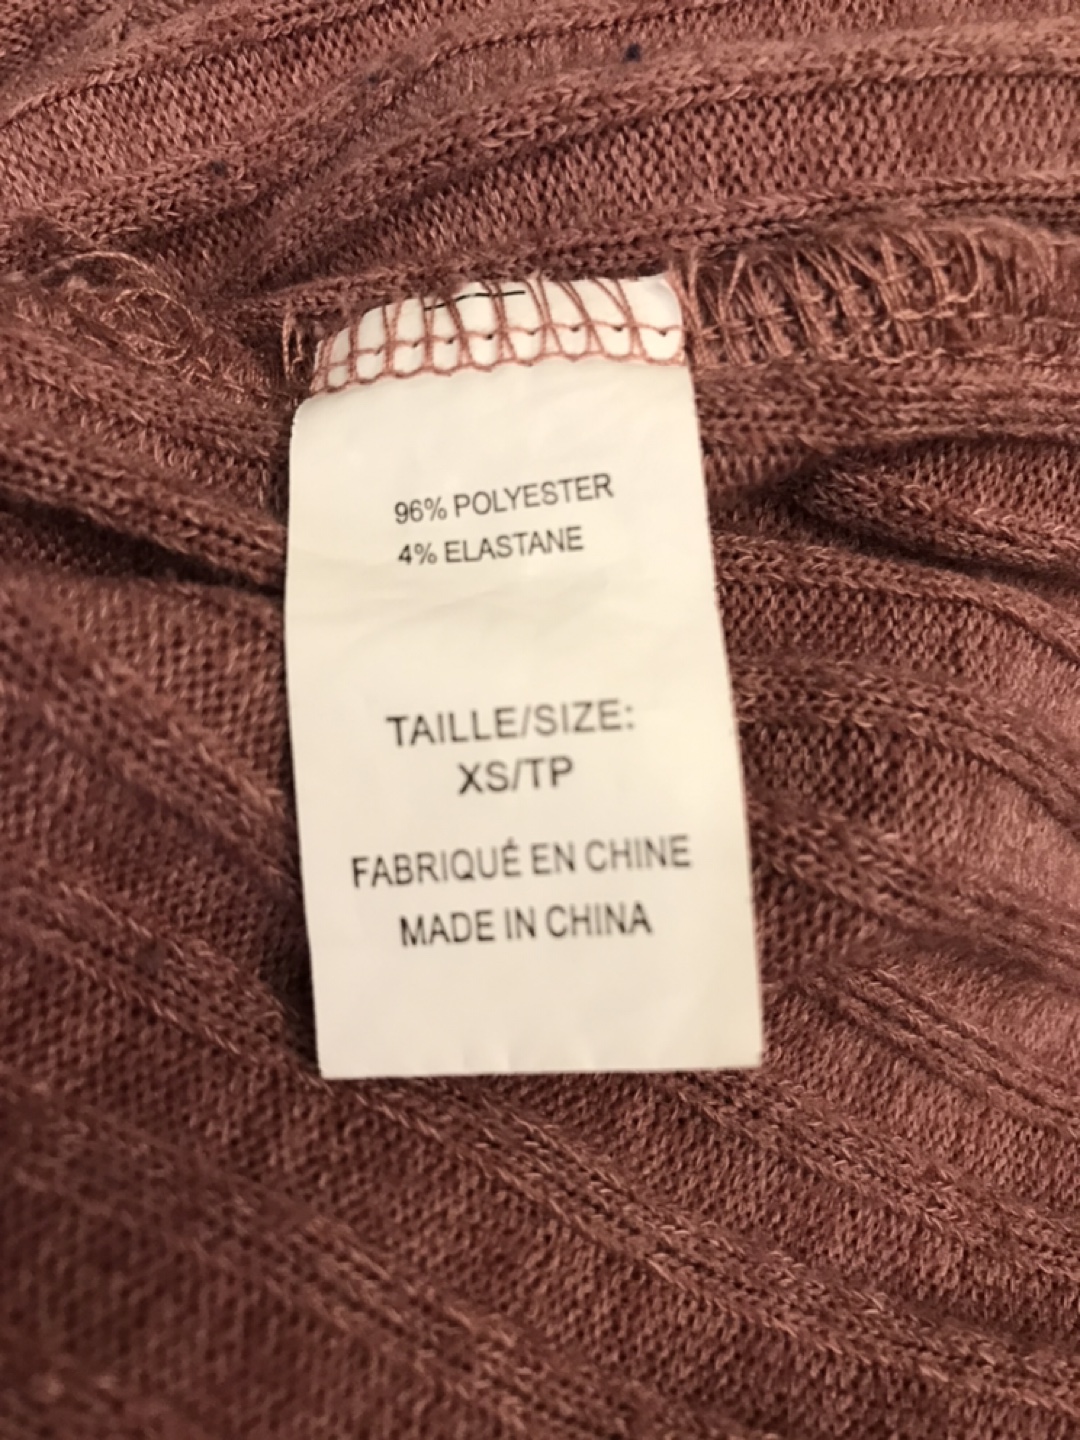 96% POLYESTER
4% ELASTANE
TAILLE/SIZE:
XS/TP
FABRIQUÉ EN CHINE
MADE IN CHINA